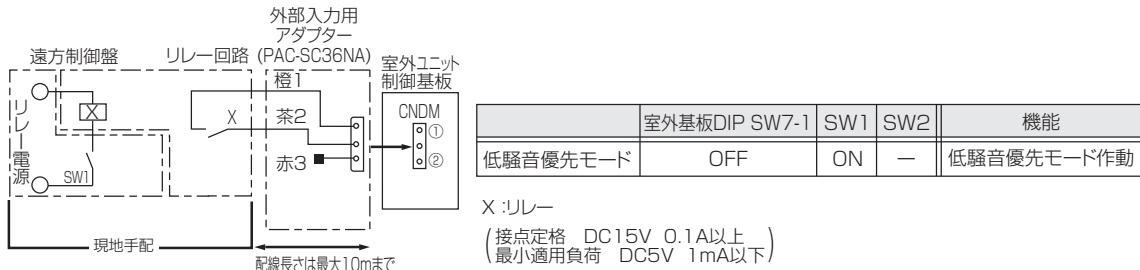 外部入力用
アダプター
(PAC-SC36NA)
遠方制御盤
リレー回路
室外ユニット
制御基板
橙1
茶2
赤3
X
X
リレー電源
SW1
CNDM
①
②
現地手配
配線長さは最大10mまで
室外基板DIP SW7-1 SW1 SW2 機能
低騒音優先モード OFF ON － 低騒音優先モード作動
X :リレー
(接点定格 DC15V 0.1A以上
最小適用負荷 DC5V 1mA以下)